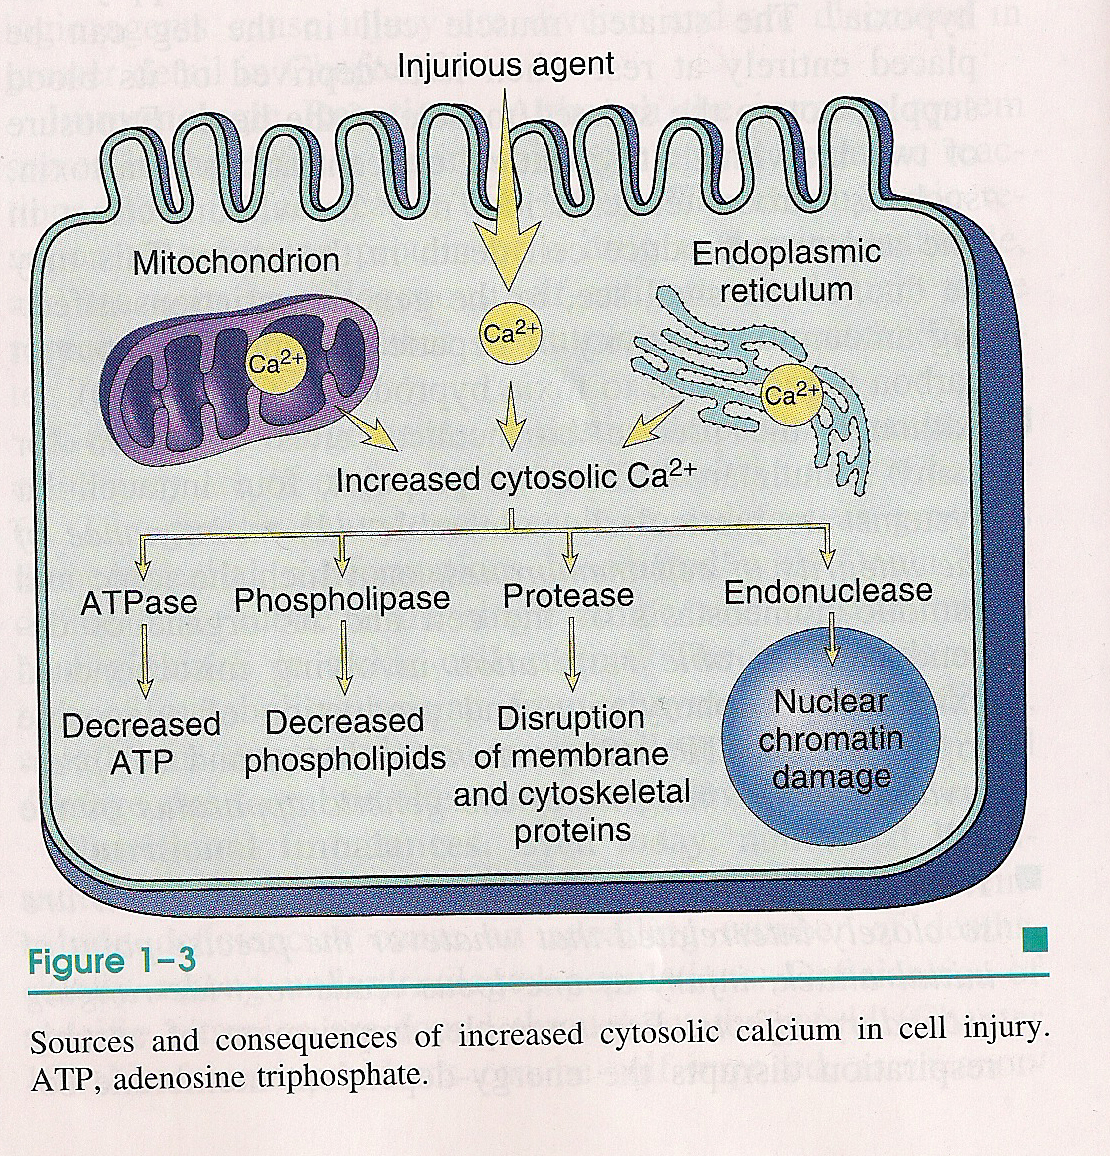 Injurious agent
Mitochondrion
Endoplasmic
reticulum
Ca2+
Ca2+
Ca2+
Increased cytosolic Ca2+
ATPase
Phospholipase
Protease
Endonuclease
Decreased
ATP
Decreased
phospholipids
Disruption
of membrane
and cytoskeletal
proteins
Nuclear
chromatin
damage
Figure 1–3
Sources and consequences of increased cytosolic calcium in cell injury.
ATP, adenosine triphosphate.